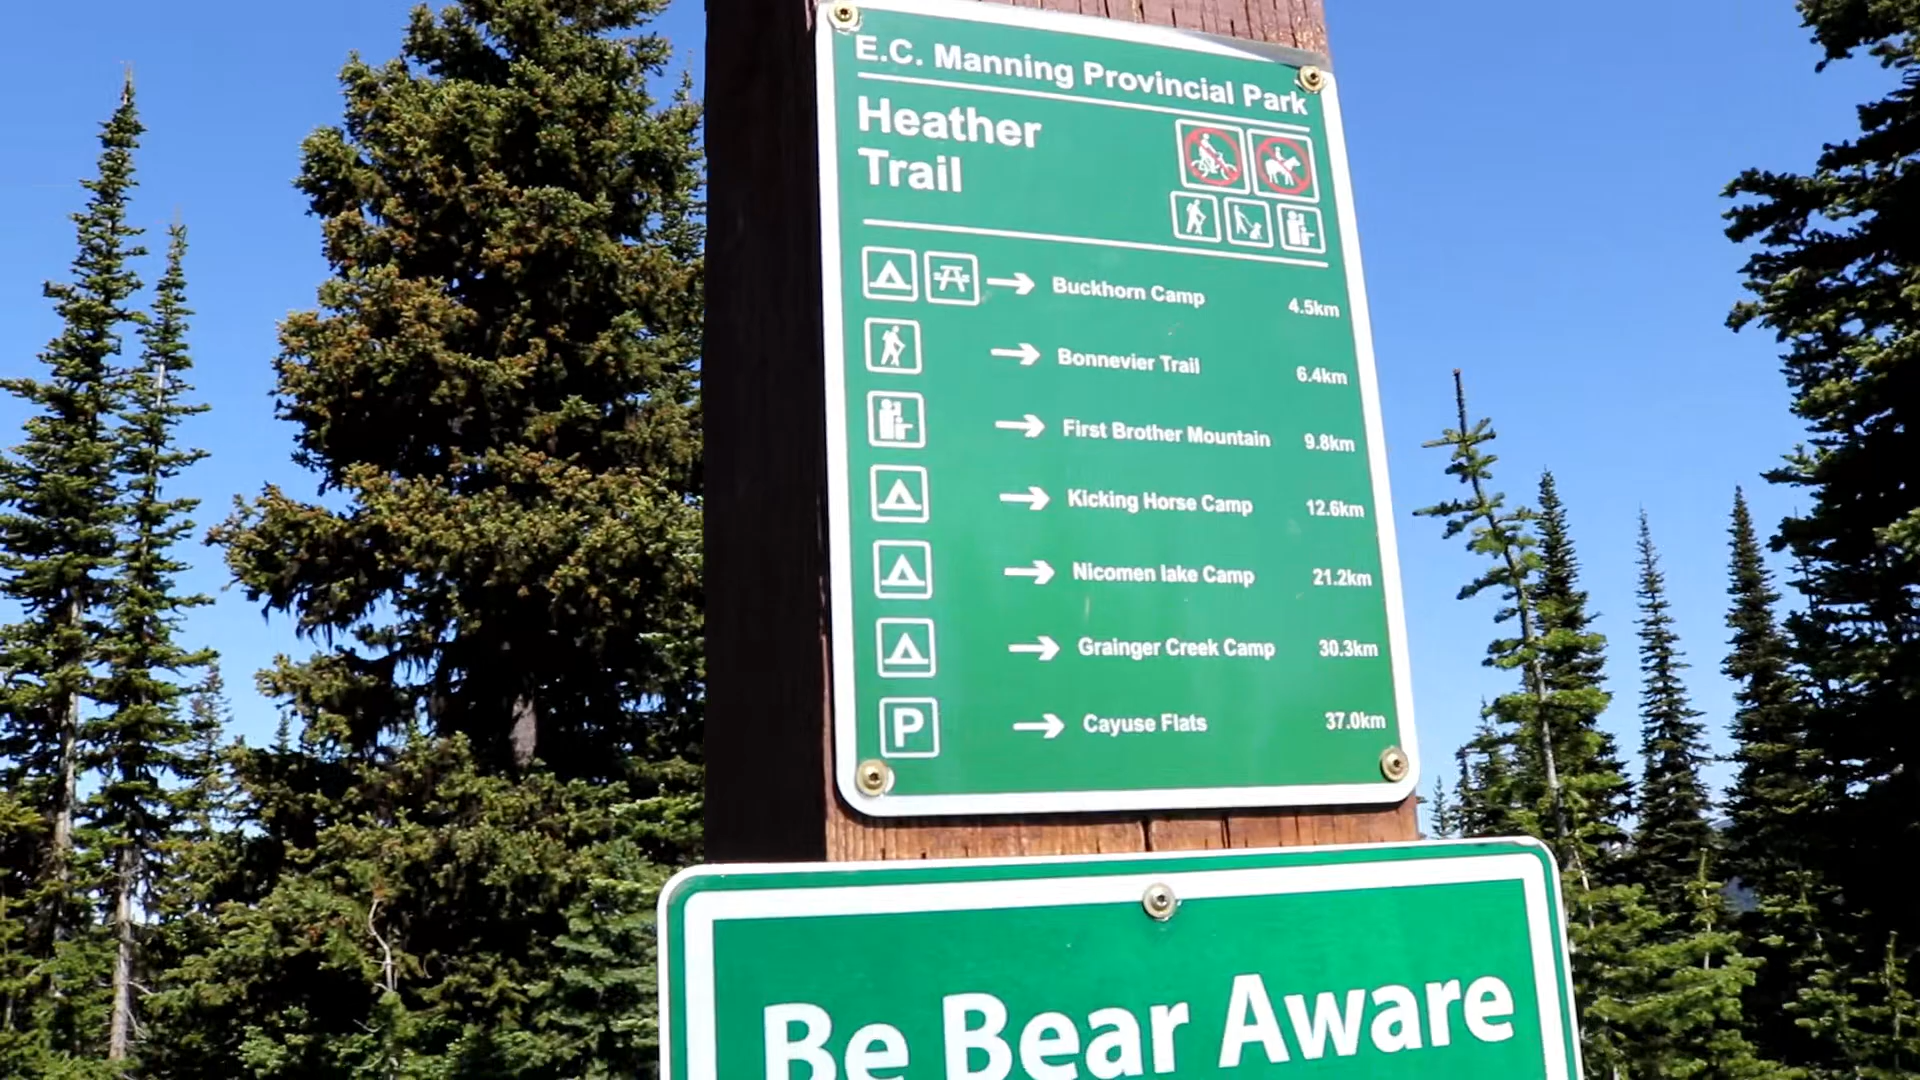 E.C. Manning Provincial Park
Heather
Trail
Buckhorn Camp 4.5km
Bonnevier Trail 6.4km
First Brother Mountain 9.8km
Kicking Horse Camp 12.6km
Nicomen lake Camp 21.2km
Grainger Creek Camp 30.3km
P Cayuse Flats 37.0km
Be Bear Aware